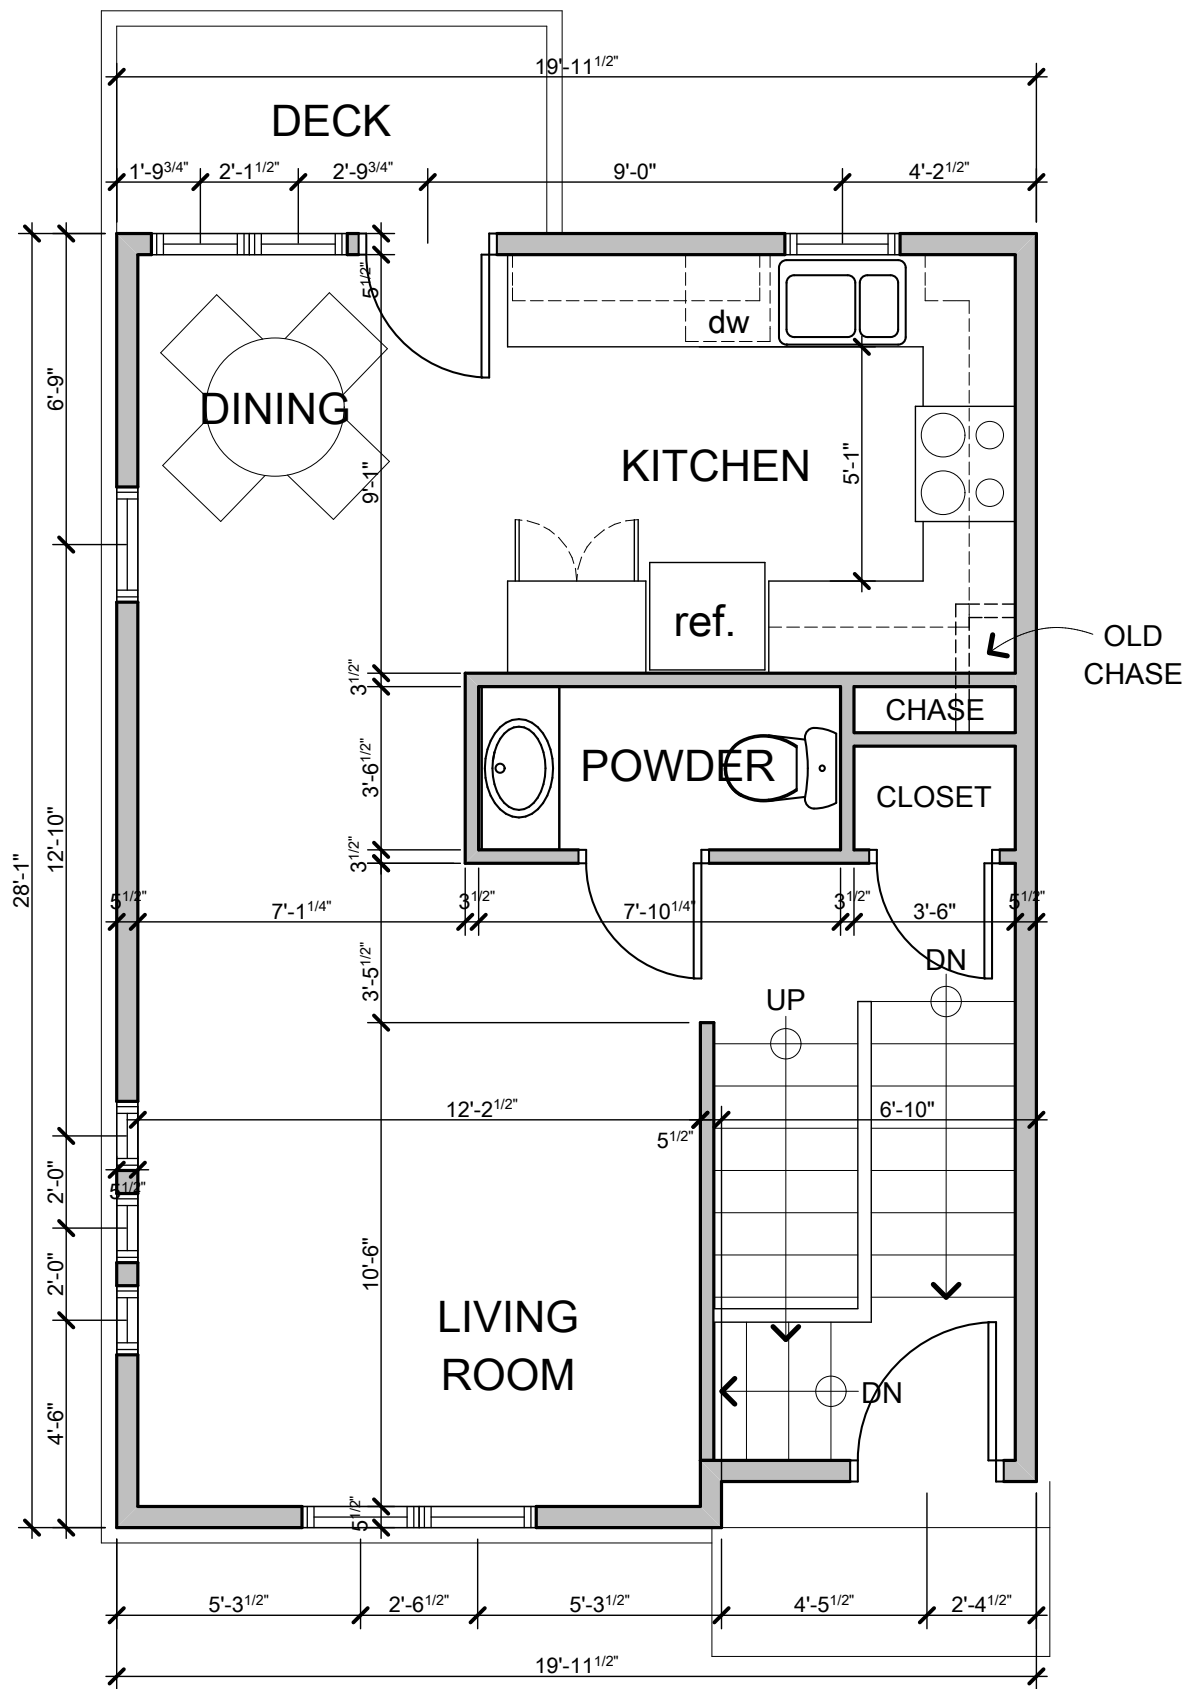 19'-11 1/2"
DECK
1'-9 3/4"
2'-1 1/2"
2'-9 3/4"
9'-0"
4'-2 1/2"
5 1/2"
dw
6'-9"
DINING
KITCHEN
9'-1"
5'-1"
ref.
OLD
CHASE
3 1/2"
CHASE
POWDER
3'-6 1/2"
CLOSET
12'-10"
3 1/2"
28'-1"
5 1/2"
7'-1 1/4"
3 1/2"
7'-10 1/4"
3 1/2"
3'-6"
5 1/2"
DN
3'-5 1/2"
UP
12'-2 1/2"
6'-10"
5 1/2"
2'-0"
5 1/2"
10'-6"
2'-0"
LIVING
ROOM
DN
4'-6"
5 1/2"
5'-3 1/2"
2'-6 1/2"
5'-3 1/2"
4'-5 1/2"
2'-4 1/2"
19'-11 1/2"